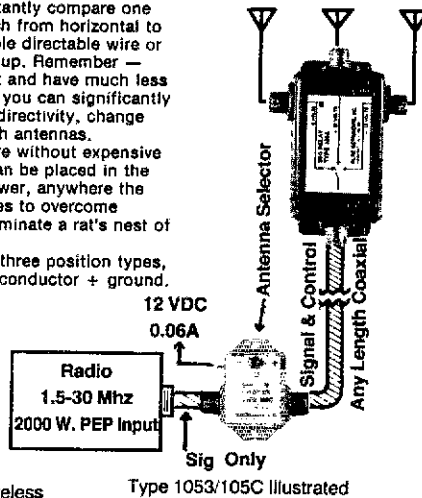 tantly compare one
ch from horizontal to
ole directable wire or
up. Remember —
t and have much less
you can significantly
directivity, change
h antennas.
re without expensive
an be placed in the
wer, anywhere the
es to overcome
minate a rat's nest of
three position types,
conductor + ground.
Antenna Selector
Signal & Control
Any Length Coaxial
12 VDC
0.06A
Radio
1.5-30 Mhz
2000 W. PEP Input
Sig Only
eless
Type 1053/105C Illustrated